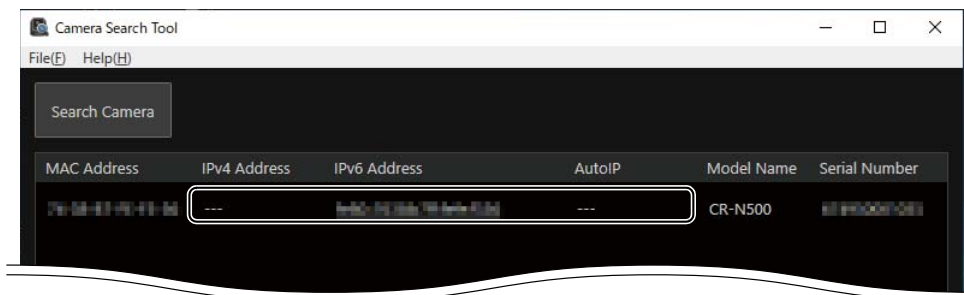 Camera Search Tool
File(F) Help(H)
Search Camera
MAC Address IPv4 Address IPv6 Address AutoIP Model Name Serial Number
--- --- CR-N500